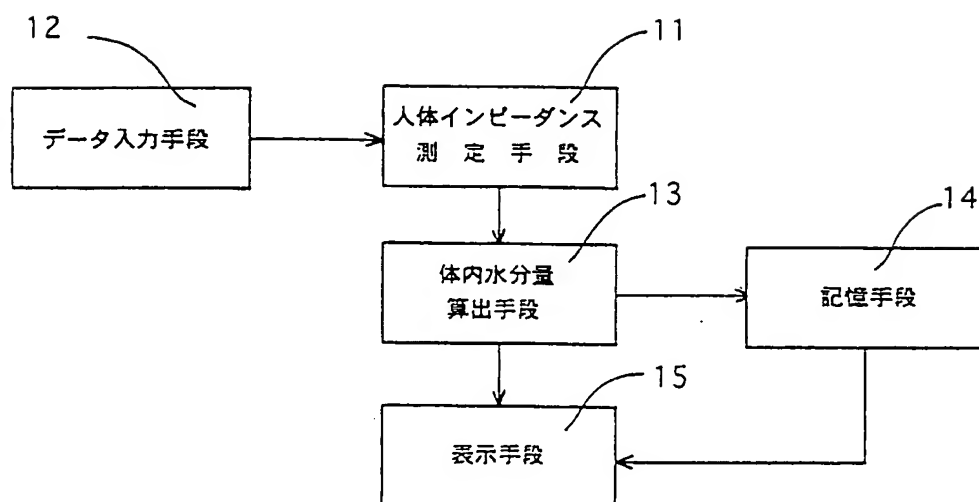 12
データ入力手段
11
人体インピーダンス
測定手段
13
体内水分量
算出手段
14
記憶手段
15
表示手段